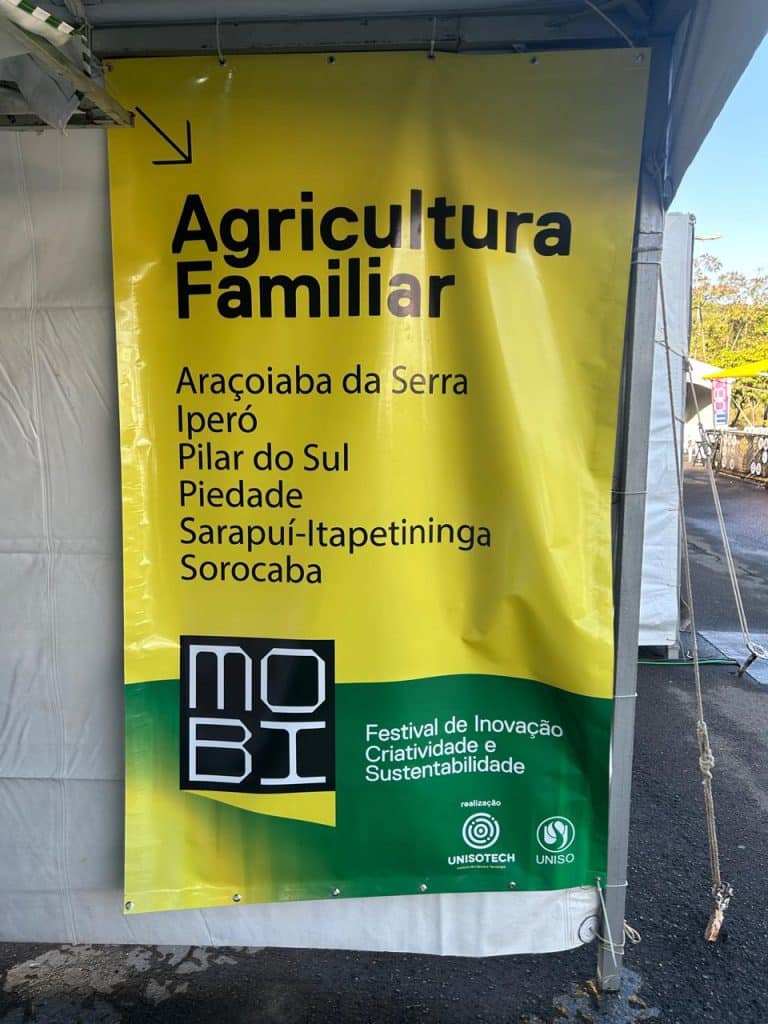 Agricultura
Familiar
Araçoiaba da Serra
Iperó
Pilar do Sul
Piedade
Sarapuí-Itapetininga
Sorocaba
MO
BI
Festival de Inovação
Criatividade e
Sustentabilidade
realização
UNISOTECH
UNISO
MOBI